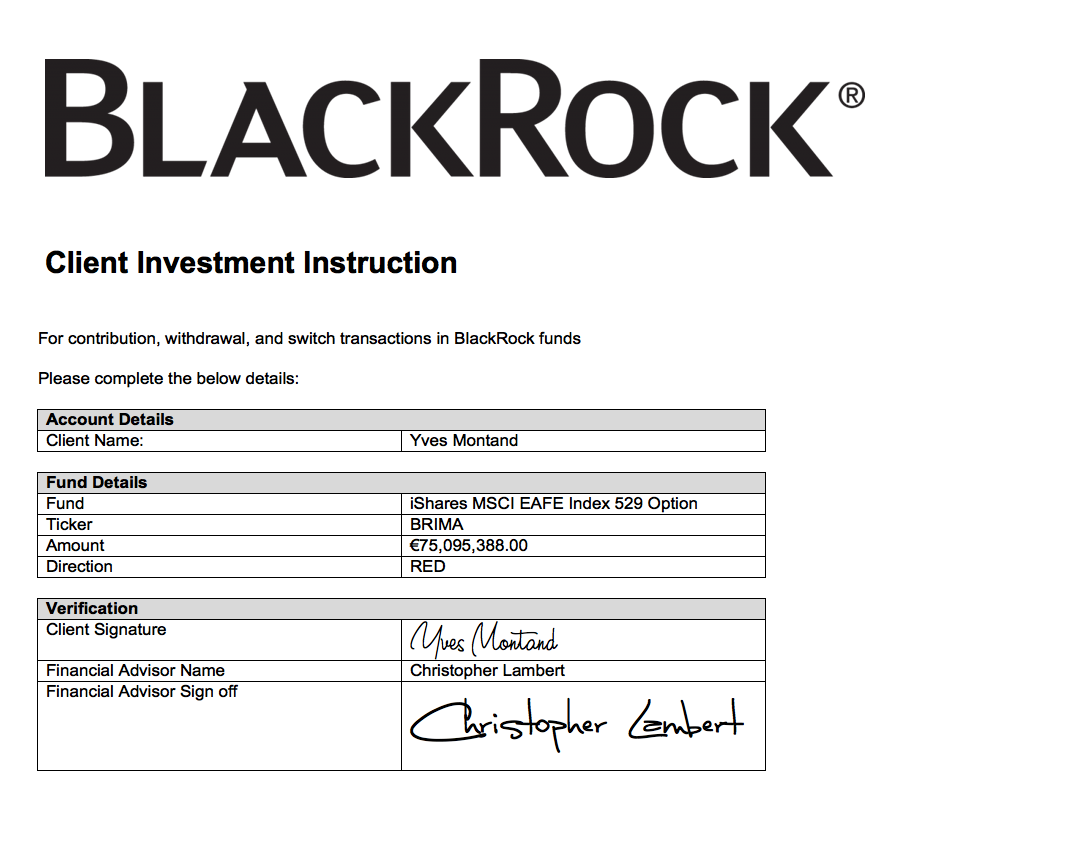 BLACKROCK®
Client Investment Instruction
For contribution, withdrawal, and switch transactions in BlackRock funds
Please complete the below details:
Account Details
Client Name: Yves Montand
Fund Details
Fund iShares MSCI EAFE Index 529 Option
Ticker BRIMA
Amount €75,095,388.00
Direction RED
Verification
Client Signature Yves Montand
Financial Advisor Name Christopher Lambert
Financial Advisor Sign off Christopher Lambert